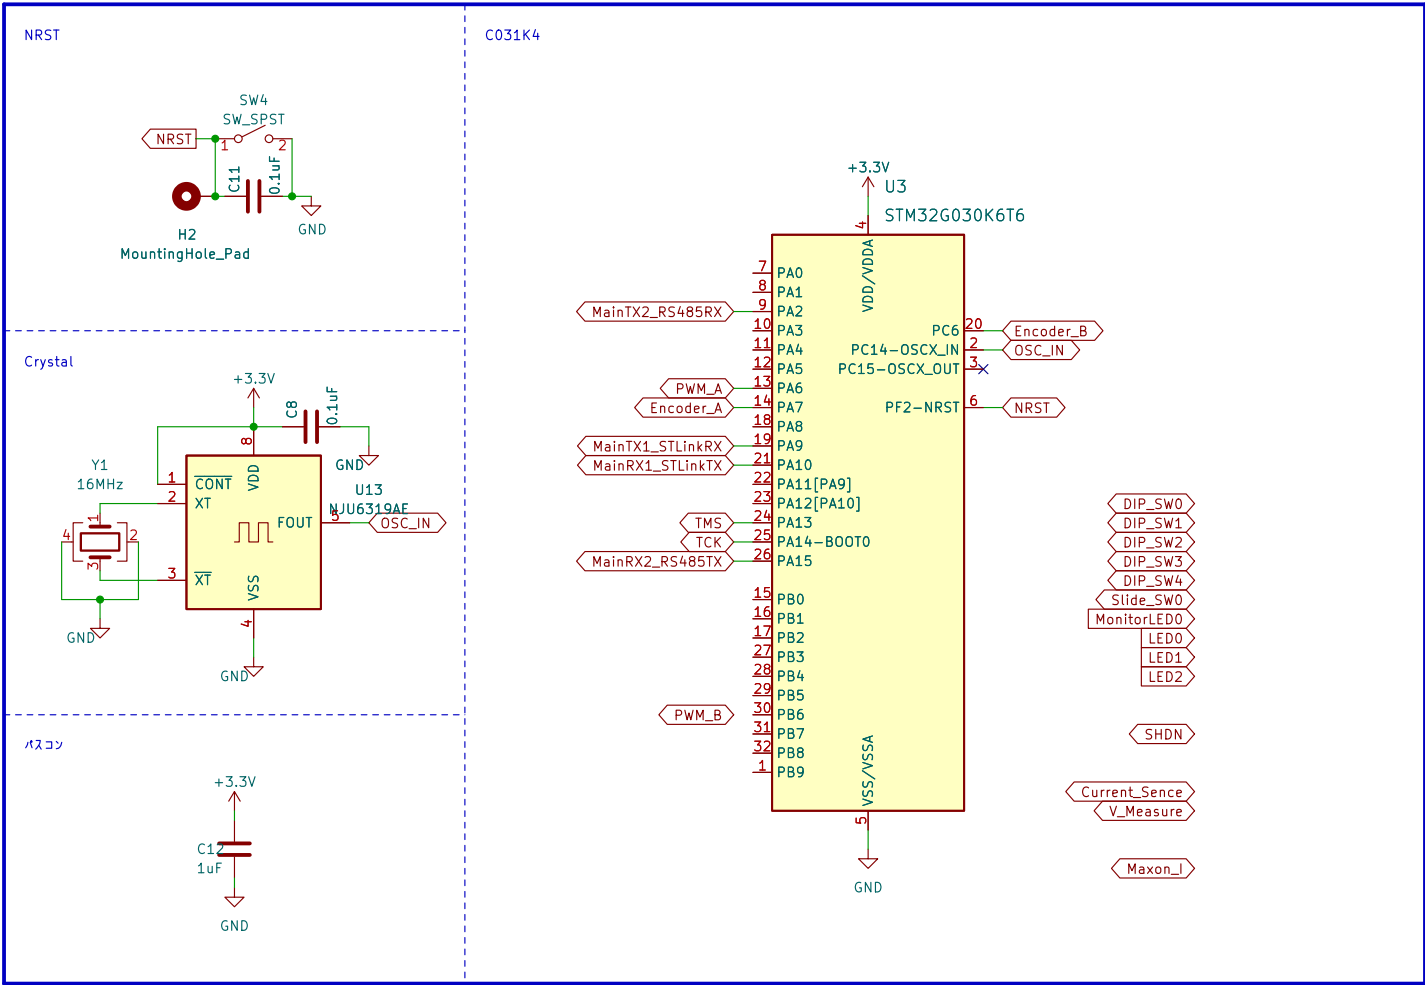 NRST
SW4
SW_SPST
NRST
1
2
C11
0.1uF
GND
H2
MountingHole_Pad
Crystal
+3.3V
C8
0.1uF
GND
Y1
16MHz
1
2
3
4
8
VDD
1
CONT
2
XT
3
XT
U13
NJU6319AF
FOUT
5
OSC_IN
VSS
4
GND
GND
パスコン
+3.3V
C12
1uF
GND
C031K4
+3.3V
U3
STM32G030K6T6
4
VDD/VDDA
7 PA0
8 PA1
MainTX2_RS485RX 9 PA2
10 PA3
11 PA4
12 PA5
PWM_A 13 PA6
Encoder_A 14 PA7
18 PA8
MainTX1_STLinkRX 19 PA9
MainRX1_STLinkTX 21 PA10
22 PA11[PA9]
23 PA12[PA10]
TMS 24 PA13
TCK 25 PA14-BOOT0
MainRX2_RS485TX 26 PA15
15 PB0
16 PB1
17 PB2
27 PB3
28 PB4
29 PB5
PWM_B 30 PB6
31 PB7
32 PB8
1 PB9
VSS/VSSA
5
GND
PC6 20 Encoder_B
PC14-OSCX_IN 2 OSC_IN
PC15-OSCX_OUT 3
PF2-NRST 6 NRST
DIP_SW0
DIP_SW1
DIP_SW2
DIP_SW3
DIP_SW4
Slide_SW0
MonitorLED0
LED0
LED1
LED2
SHDN
Current_Sence
V_Measure
Maxon_I